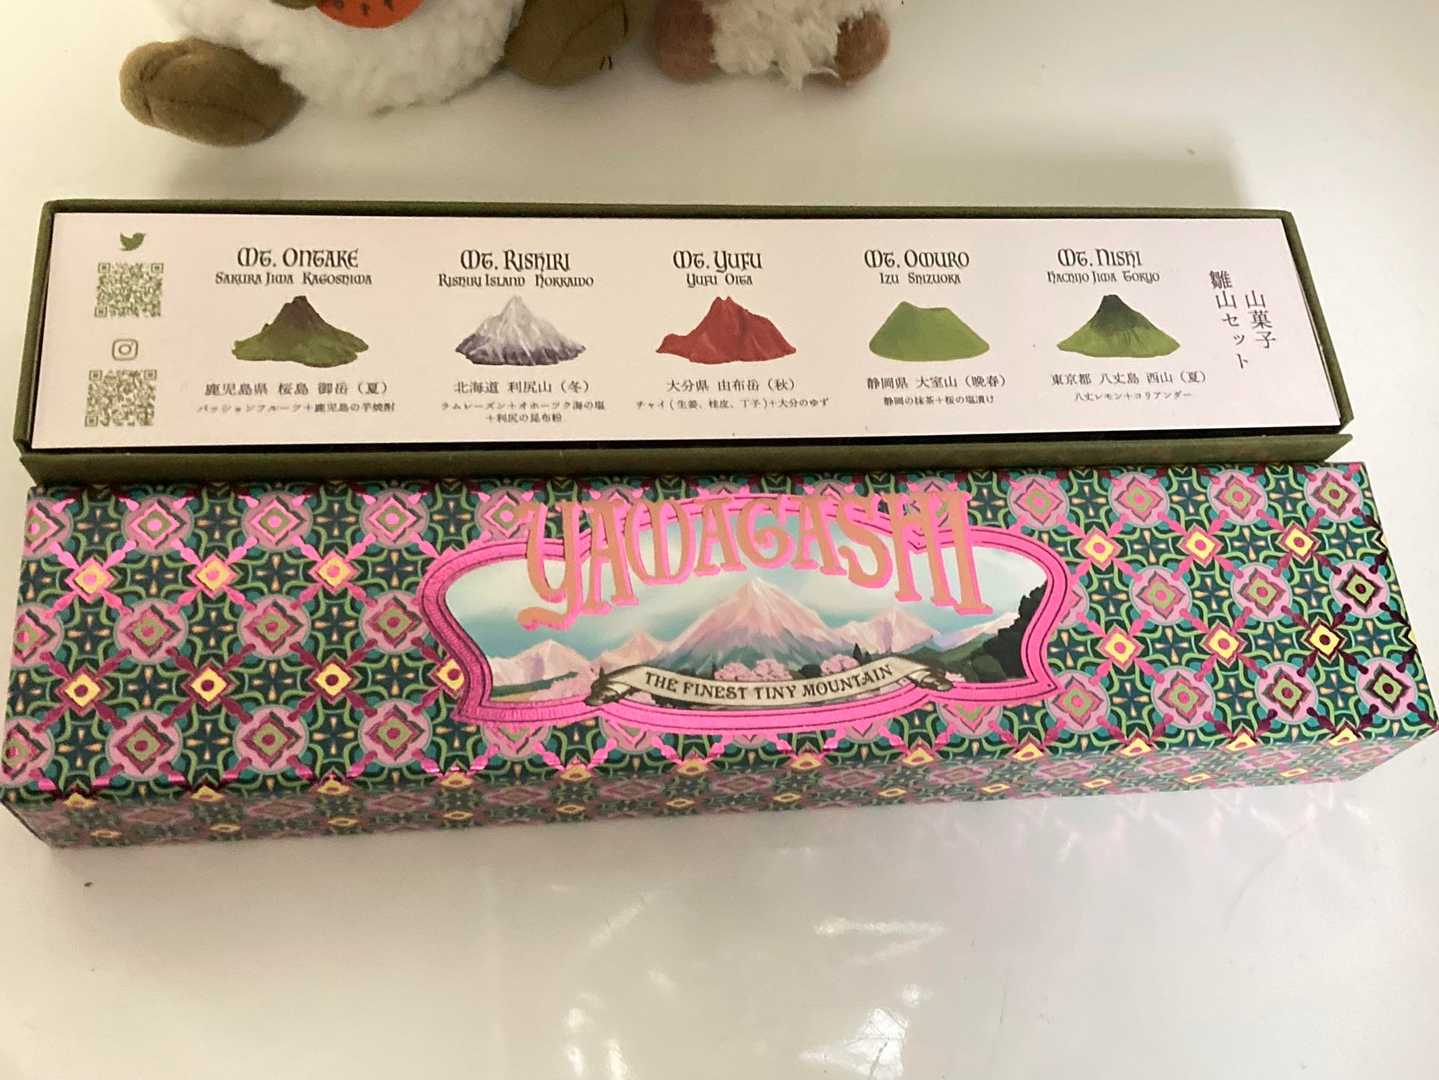 Mt. Ontake
Sakura Jima Kagoshima
鹿児島県 桜島 御岳（夏）
パッションフルーツ＋鹿児島の芋焼酎
Mt. Rishiri
Rishiri Island Hokkaido
北海道 利尻山（冬）
ラムレーズン＋オホーツク海の塩
＋利尻の昆布粉
Mt. Yufu
Yufu Oita
大分県 由布岳（秋）
チャイ（生姜、桂皮、丁子）＋大分のゆず
Mt. Omuro
Izu Shizuoka
静岡県 大室山（晩春）
静岡の抹茶＋桜の塩漬け
Mt. Nishi
Hachijo Jima Tokyo
東京都 八丈島 西山（夏）
八丈レモン＋コリアンダー
山菓子
雛山セット
YAMAGASHI
THE FINEST TINY MOUNTAIN